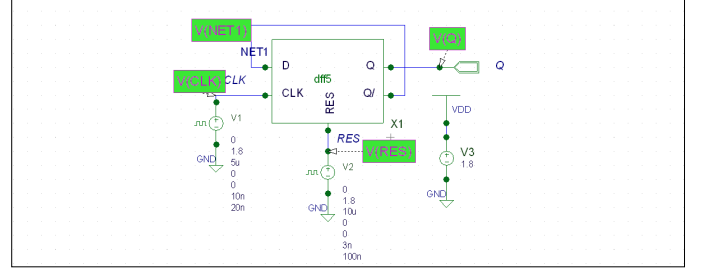 V(NET1)
V(Q)
NET1
D
Q
Q
dff5
V(CLK)
CLK
CLK
RES
Q/
VDD
V1
X1
RES
V(RES)
0
1.8
5u
0
0
10n
20n
GND
V2
0
1.8
10u
0
0
3n
100n
GND
V3
1.8
GND